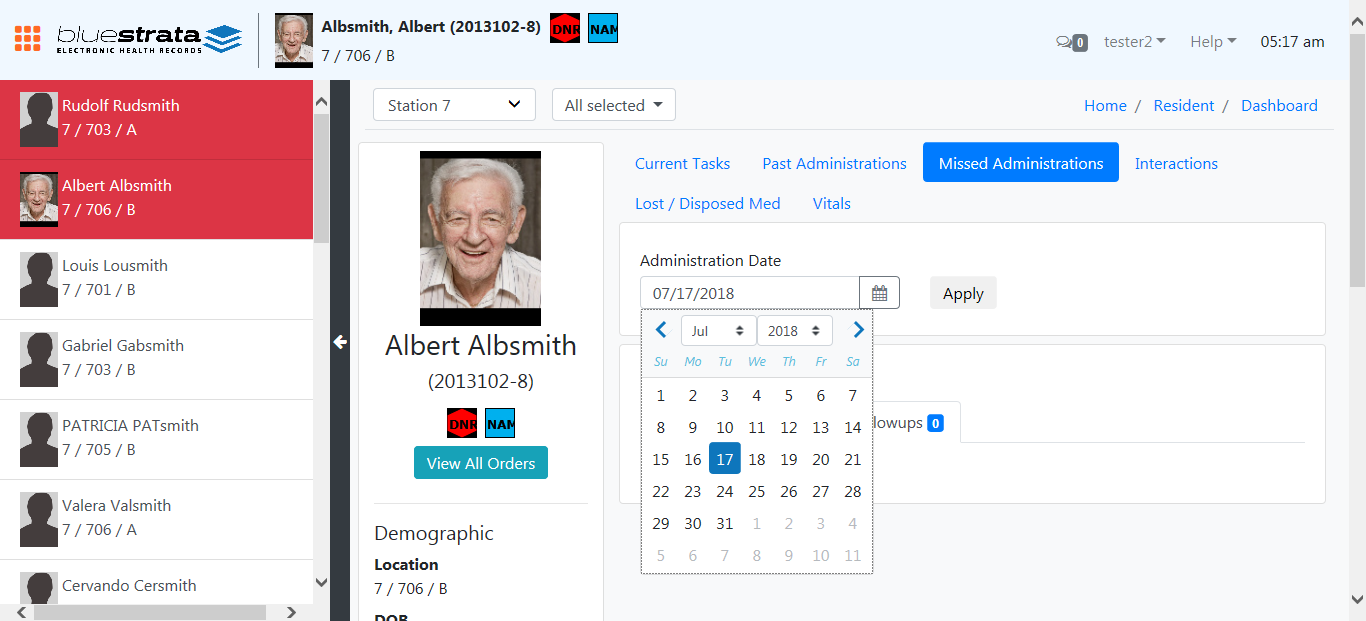 bluestrata
ELECTRONIC HEALTH RECORDS
Albsmith, Albert (2013102-8) DNR NAM
7 / 706 / B
0 tester2 Help 05:17 am
Rudolf Rudsmith
7 / 703 / A
Albert Albsmith
7 / 706 / B
Louis Lousmith
7 / 701 / B
Gabriel Gabsmith
7 / 703 / B
PATRICIA PATsmith
7 / 705 / B
Valera Valsmith
7 / 706 / A
Cervando Cersmith
Station 7 All selected Home / Resident / Dashboard
Albert Albsmith
(2013102-8)
DNR NAM
View All Orders
Demographic
Location
7 / 706 / B
DOB
Current Tasks Past Administrations Missed Administrations Interactions
Lost / Disposed Med Vitals
Administration Date
07/17/2018 Apply
Jul 2018
Su Mo Tu We Th Fr Sa
1 2 3 4 5 6 7
8 9 10 11 12 13 14
15 16 17 18 19 20 21
22 23 24 25 26 27 28
29 30 31 1 2 3 4
5 6 7 8 9 10 11
lowups 0